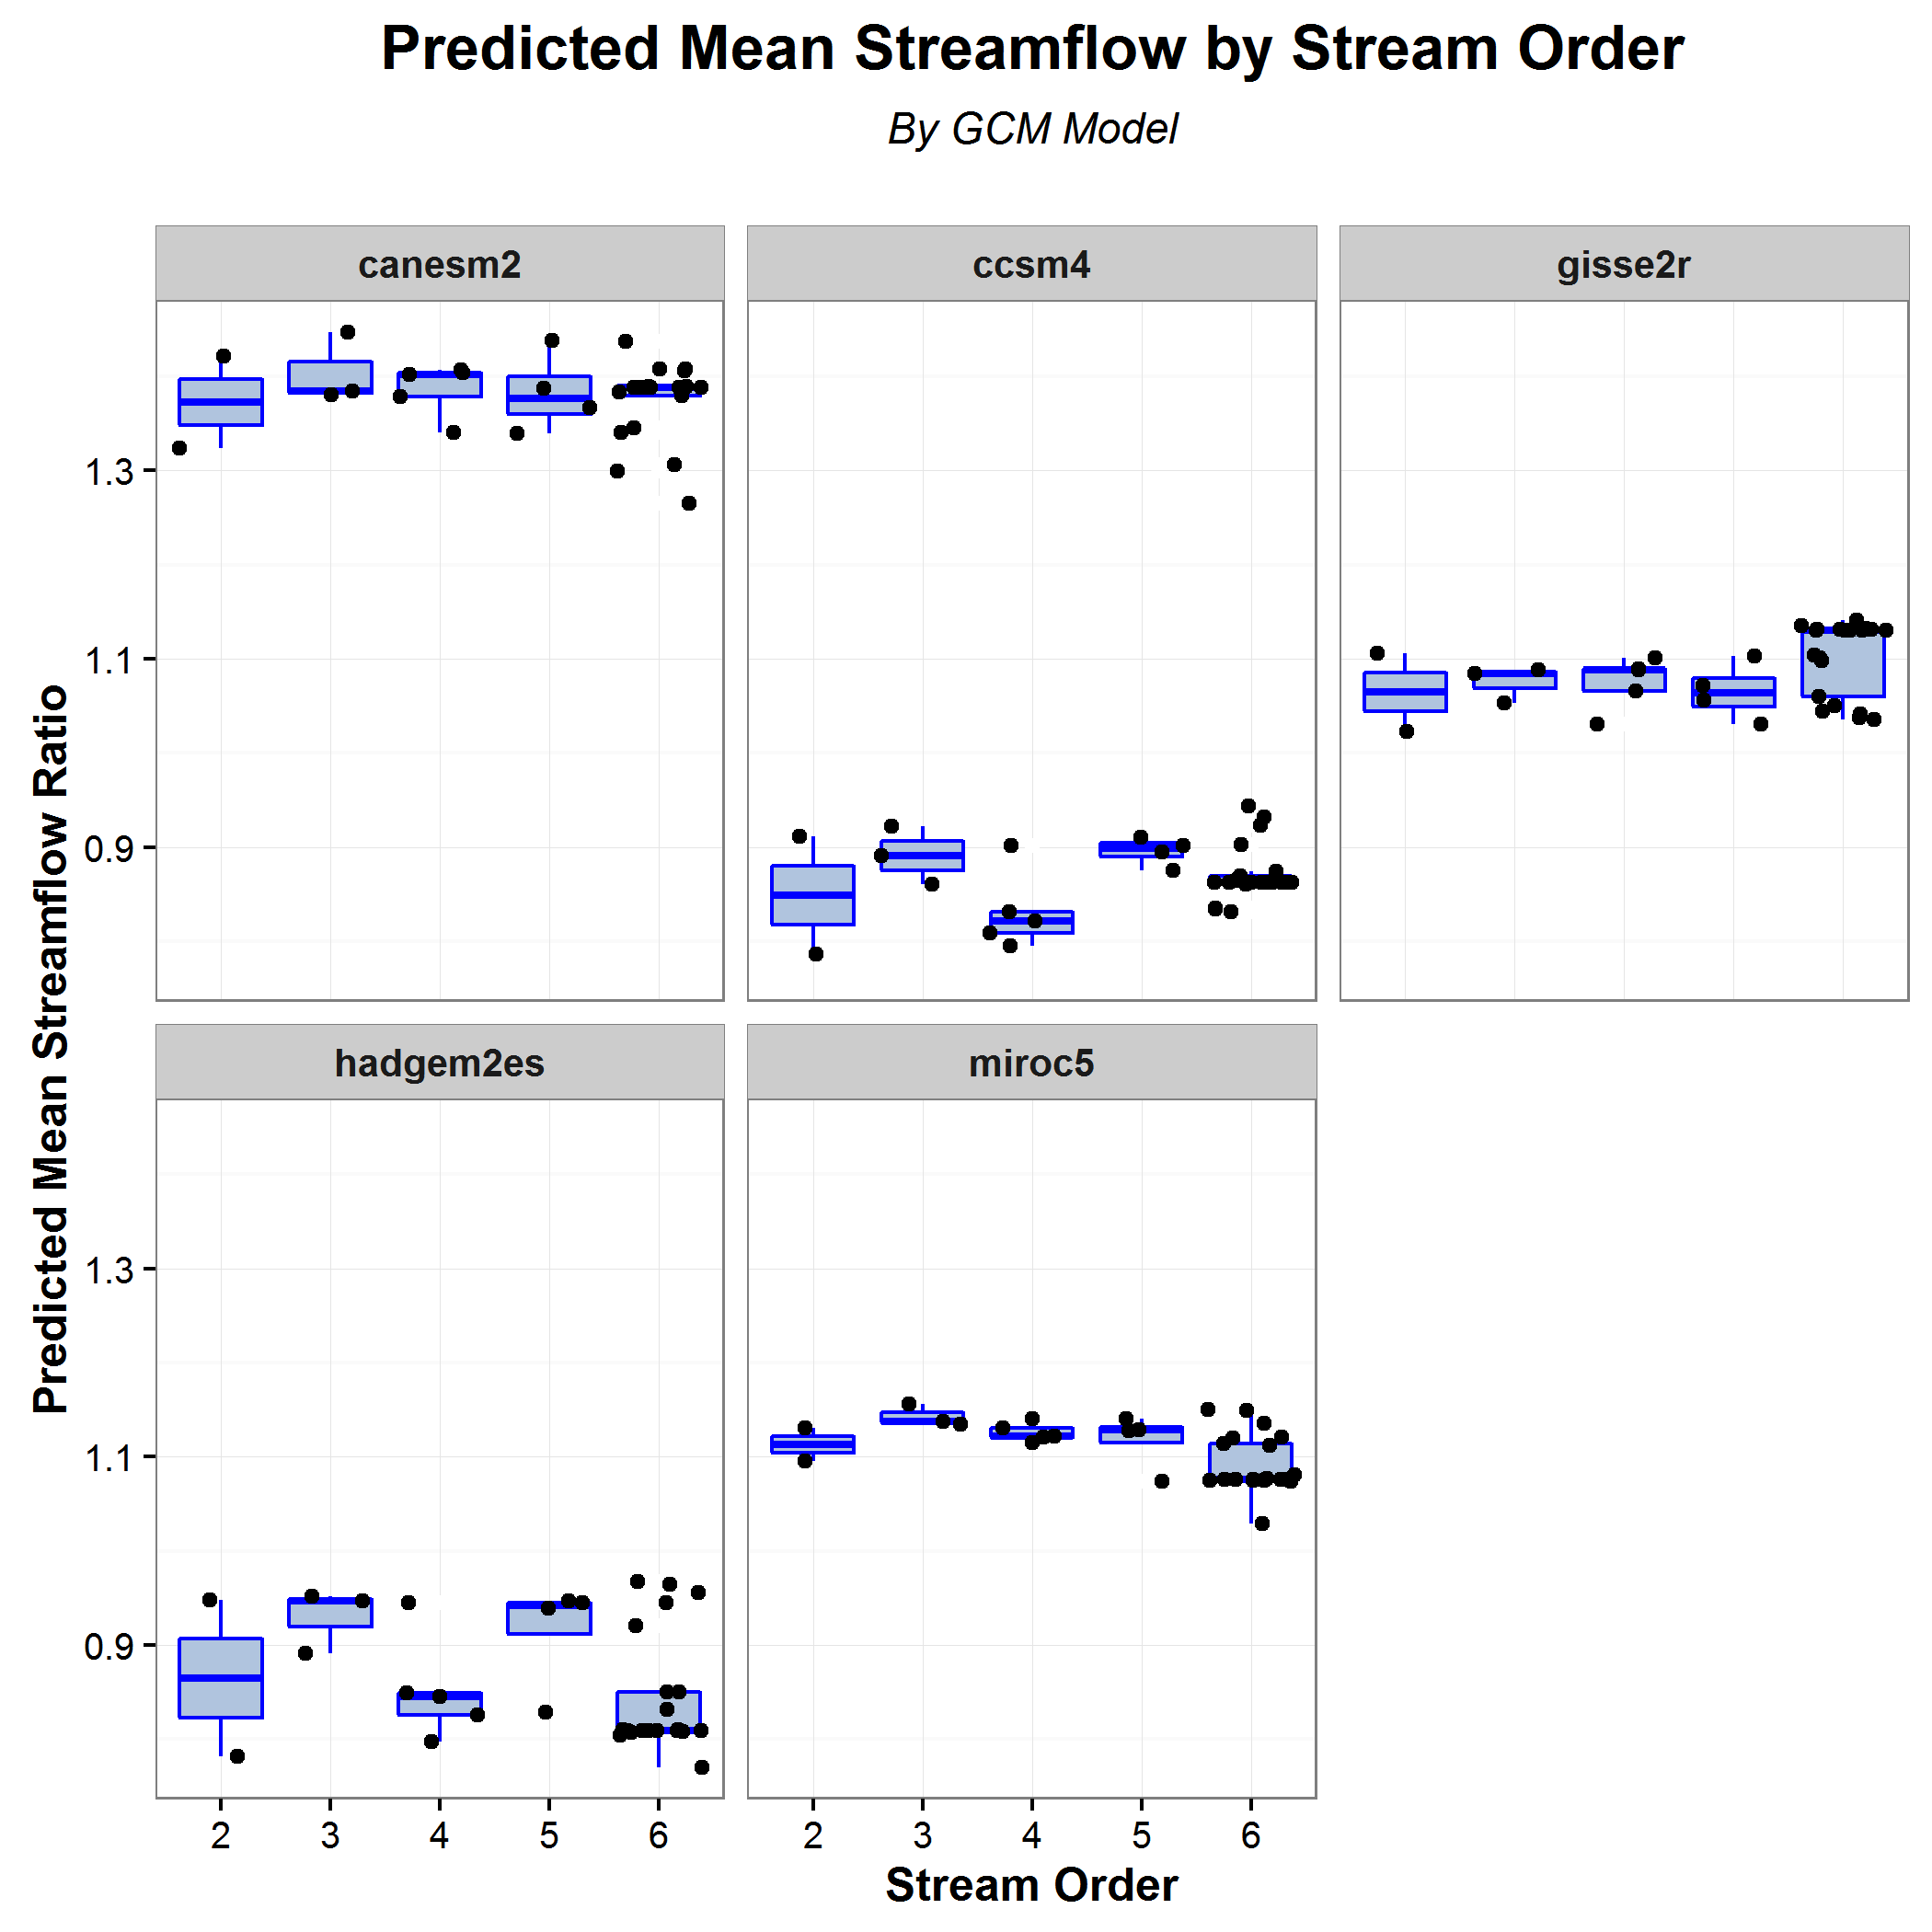 Predicted Mean Streamflow by Stream Order
By GCM Model
canesm2
ccsm4
gisse2r
1.3
1.1
0.9
Predicted Mean Streamflow Ratio
hadgem2es
miroc5
1.3
1.1
0.9
2 3 4 5 6
2 3 4 5 6
Stream Order